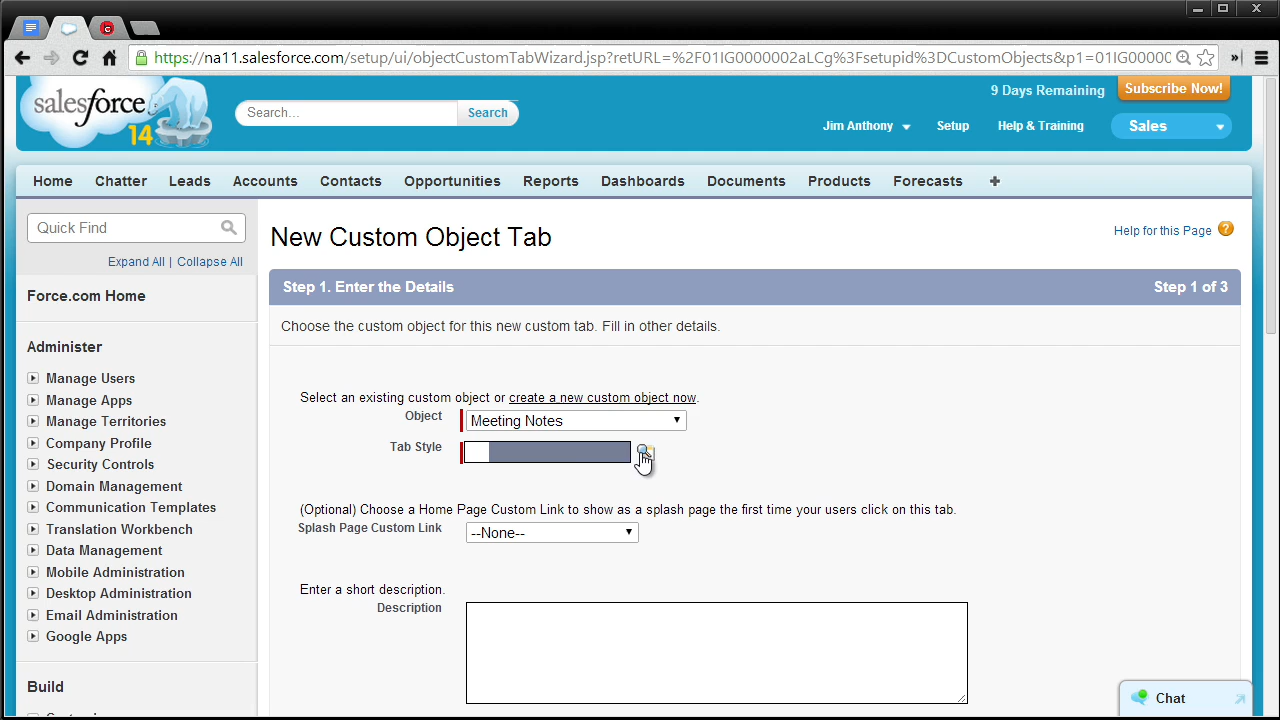 https://na11.salesforce.com/setup/ui/objectCustomTabWizard.jsp?retURL=%2F01IG0000002aLCg%3Fsetupid%3DCustomObjects&p1=01IG0000
salesforce
14
Search...
Search
9 Days Remaining
Subscribe Now!
Jim Anthony
Setup
Help & Training
Sales
Home
Chatter
Leads
Accounts
Contacts
Opportunities
Reports
Dashboards
Documents
Products
Forecasts
+
Quick Find
Expand All | Collapse All
Force.com Home
Administer
Manage Users
Manage Apps
Manage Territories
Company Profile
Security Controls
Domain Management
Communication Templates
Translation Workbench
Data Management
Mobile Administration
Desktop Administration
Email Administration
Google Apps
Build
New Custom Object Tab
Help for this Page ?
Step 1. Enter the Details
Step 1 of 3
Choose the custom object for this new custom tab. Fill in other details.
Select an existing custom object or create a new custom object now.
Object
Meeting Notes
Tab Style
(Optional) Choose a Home Page Custom Link to show as a splash page the first time your users click on this tab.
Splash Page Custom Link
--None--
Enter a short description.
Description
Chat